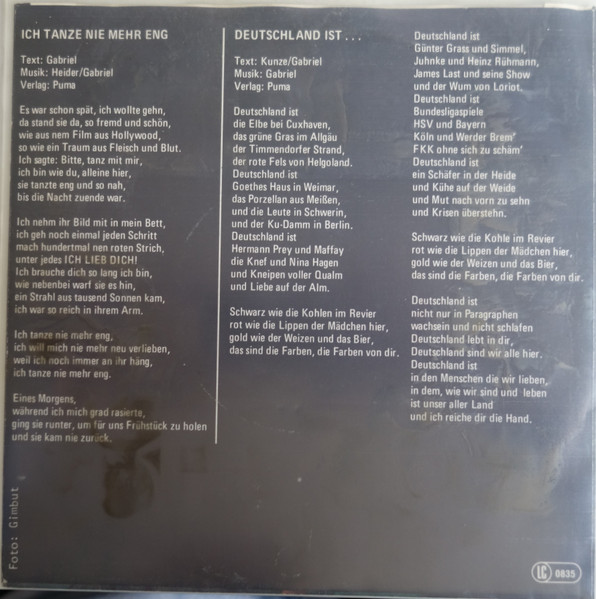 ICH TANZE NIE MEHR ENG
Text: Gabriel
Musik: Heider/Gabriel
Verlag: Puma
Es war schon spät, ich wollte gehn,
da stand sie da, so fremd und schön,
wie aus nem Film aus Hollywood,
so wie ein Traum aus Fleisch und Blut.
Ich sagte: Bitte, tanz mit mir,
ich bin wie du, alleine hier,
sie tanzte eng und so nah,
bis die Nacht zuende war.
Ich nehm ihr Bild mit in mein Bett,
ich geh noch einmal jeden Schritt
mach hundertmal nen roten Strich,
unter jedes ICH LIEB DICH!
Ich brauche dich so lang ich bin,
wie nebenbei warf sie es hin,
ein Strahl aus tausend Sonnen kam,
ich war so reich in ihrem Arm.
Ich tanze nie mehr eng,
ich will mich nie mehr neu verlieben,
weil ich noch immer an ihr häng,
ich tanze nie mehr eng.
Eines Morgens,
während ich mich grad rasierte,
ging sie runter, um für uns Frühstück zu holen
und sie kam nie zurück.
Foto: Gimbut
DEUTSCHLAND IST . . .
Text: Kunze/Gabriel
Musik: Gabriel
Verlag: Puma
Deutschland ist
die Elbe bei Cuxhaven,
das grüne Gras im Allgäu
der Timmendorfer Strand,
der rote Fels von Helgoland.
Deutschland ist
Goethes Haus in Weimar,
das Porzellan aus Meißen,
und die Leute in Schwerin,
und der Ku-Damm in Berlin.
Deutschland ist
Hermann Prey und Maffay
die Knef und Nina Hagen
und Kneipen voller Qualm
und Liebe auf der Alm.
Schwarz wie die Kohlen im Revier
rot wie die Lippen der Mädchen hier,
gold wie der Weizen und das Bier,
das sind die Farben, die Farben von dir.
Deutschland ist
Günter Grass und Simmel,
Juhnke und Heinz Rühmann,
James Last und seine Show
und der Wum von Loriot.
Deutschland ist
Bundesligaspiele
HSV und Bayern
Köln und Werder Brem'
FKK ohne sich zu schäm'
Deutschland ist
ein Schäfer in der Heide
und Kühe auf der Weide
und Mut nach vorn zu sehn
und Krisen überstehn.
Schwarz wie die Kohle im Revier
rot wie die Lippen der Mädchen hier,
gold wie der Weizen und das Bier,
das sind die Farben, die Farben von dir.
Deutschland ist
nicht nur in Paragraphen
wachsein und nicht schlafen
Deutschland lebt in dir,
Deutschland sind wir alle hier.
Deutschland ist
in den Menschen die wir lieben,
in dem, wie wir sind und leben
ist unser aller Land
und ich reiche dir die Hand.
LC 0835